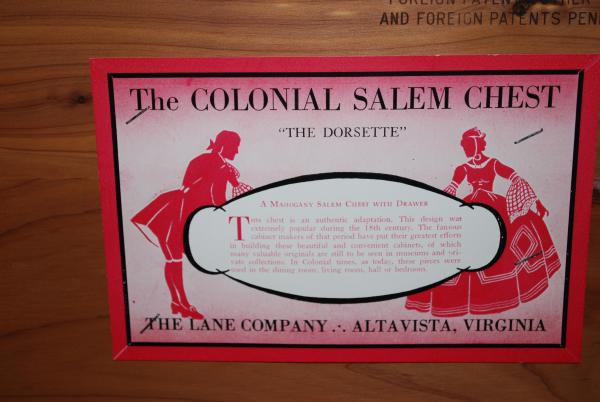 FOREIGN PATENT OTHER
AND FOREIGN PATENTS PEN
The COLONIAL SALEM CHEST
"THE DORSETTE"
A MAHOGANY SALEM CHEST WITH DRAWER
This chest is an authentic adaptation. This design was
extremely popular during the 18th century. The famous
cabinet makers of that period have put their greatest efforts
in building these beautiful and convenient cabinets, of which
many valuable originals are still to be seen in museums and pri-
vate collections. In Colonial times, as today, these pieces were
used in the dining room, living room, hall or bedroom.
THE LANE COMPANY ∴ ALTAVISTA, VIRGINIA